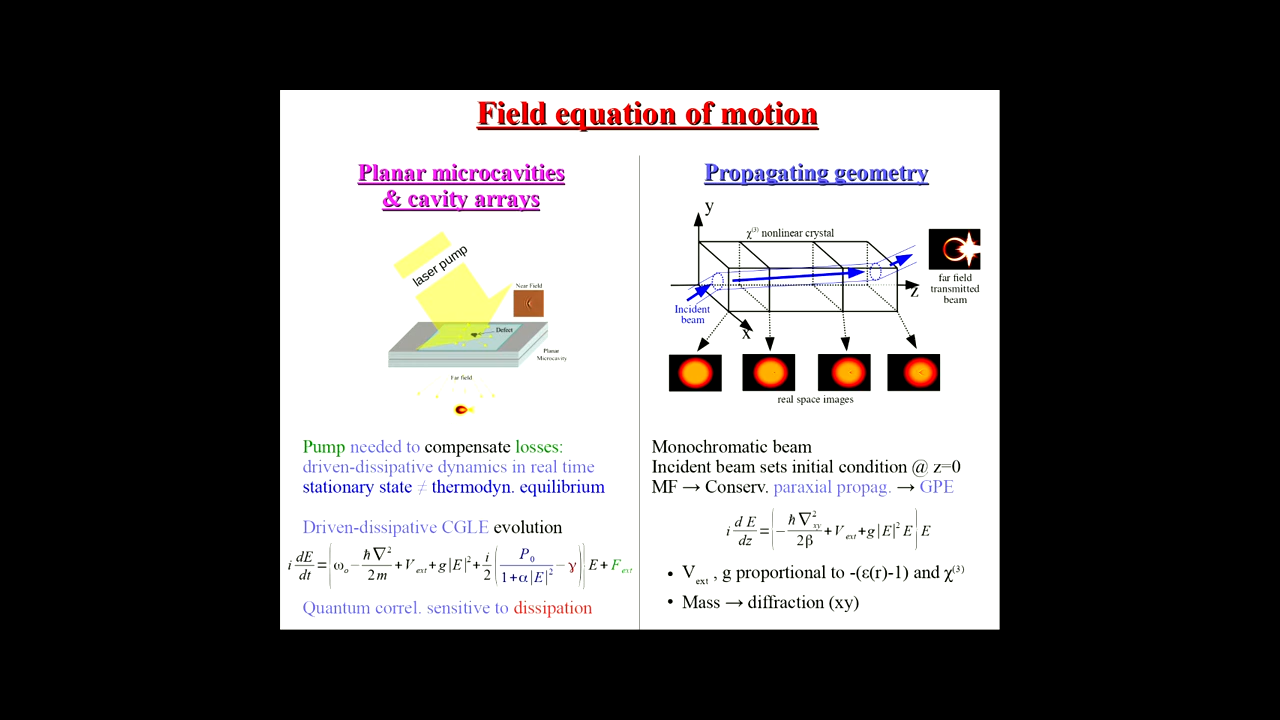 Field equation of motion
Planar microcavities
& cavity arrays
laser pump
Near Field
Defect
Planar
Microcavity
Far field
Pump needed to compensate losses:
driven-dissipative dynamics in real time
stationary state ≠ thermodyn. equilibrium
Driven-dissipative CGLE evolution
i dE/dt = {ω_o − ħ∇²/2m + V_ext + g|E|² + i/2 (P_0/(1+α|E|²) − γ)} E + F_ext
Quantum correl. sensitive to dissipation
Propagating geometry
y
χ⁽³⁾ nonlinear crystal
far field
transmitted
beam
z
Incident
beam
x
real space images
Monochromatic beam
Incident beam sets initial condition @ z=0
MF → Conserv. paraxial propag. → GPE
i dE/dz = {− ħ∇²_xy/2β + V_ext + g|E|² E} E
• V_ext , g proportional to -(ε(r)-1) and χ⁽³⁾
• Mass → diffraction (xy)